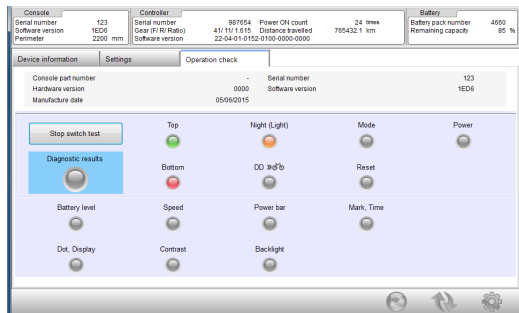 Console
Serial number 123
Software version 1ED6
Perimeter 2200 mm
Controller
Serial number 987654 Power ON count 24 times
Gear (F/ R/ Ratio) 41/ 11/ 1.615 Distance travelled 765432.1 km
Software version 22-04-01-0152-0100-0000-0000
Battery
Battery pack number 4660
Remaining capacity 85 %
Device information Settings Operation check
Console part number - Serial number 123
Hardware version 0000 Software version 1ED6
Manufacture date 05/06/2015
Stop switch test Top Night (Light) Mode Power
Diagnostic results Bottom DD Reset
Battery level Speed Power bar Mark, Time
Dot, Display Contrast Backlight